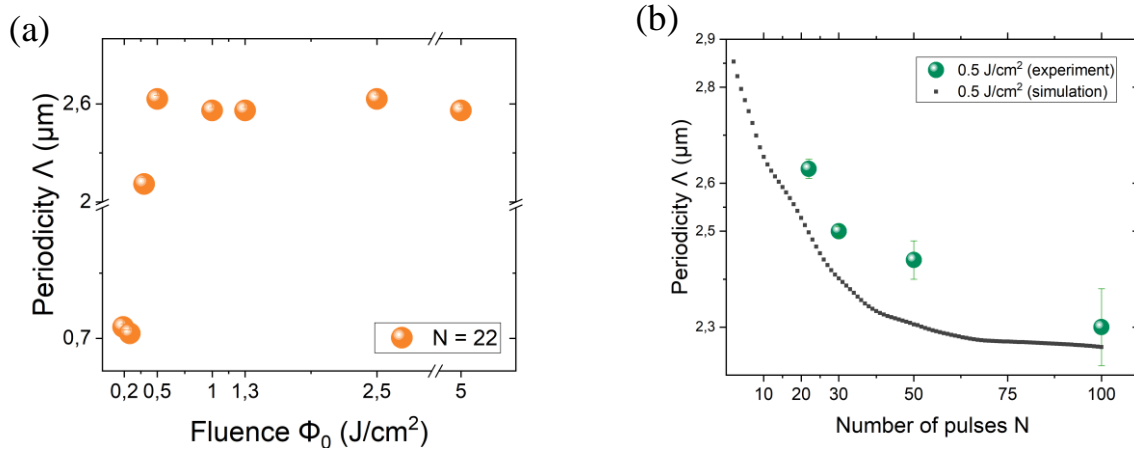 (a)
Periodicity Λ (μm)
2,6
2
0,7
N = 22
0,2 0,5 1 1,3 2,5 5
Fluence Φ₀ (J/cm²)
(b)
Periodicity Λ (μm)
2,9
2,8
2,6
2,5
2,3
0.5 J/cm² (experiment)
0.5 J/cm² (simulation)
10 20 30 50 75 100
Number of pulses N